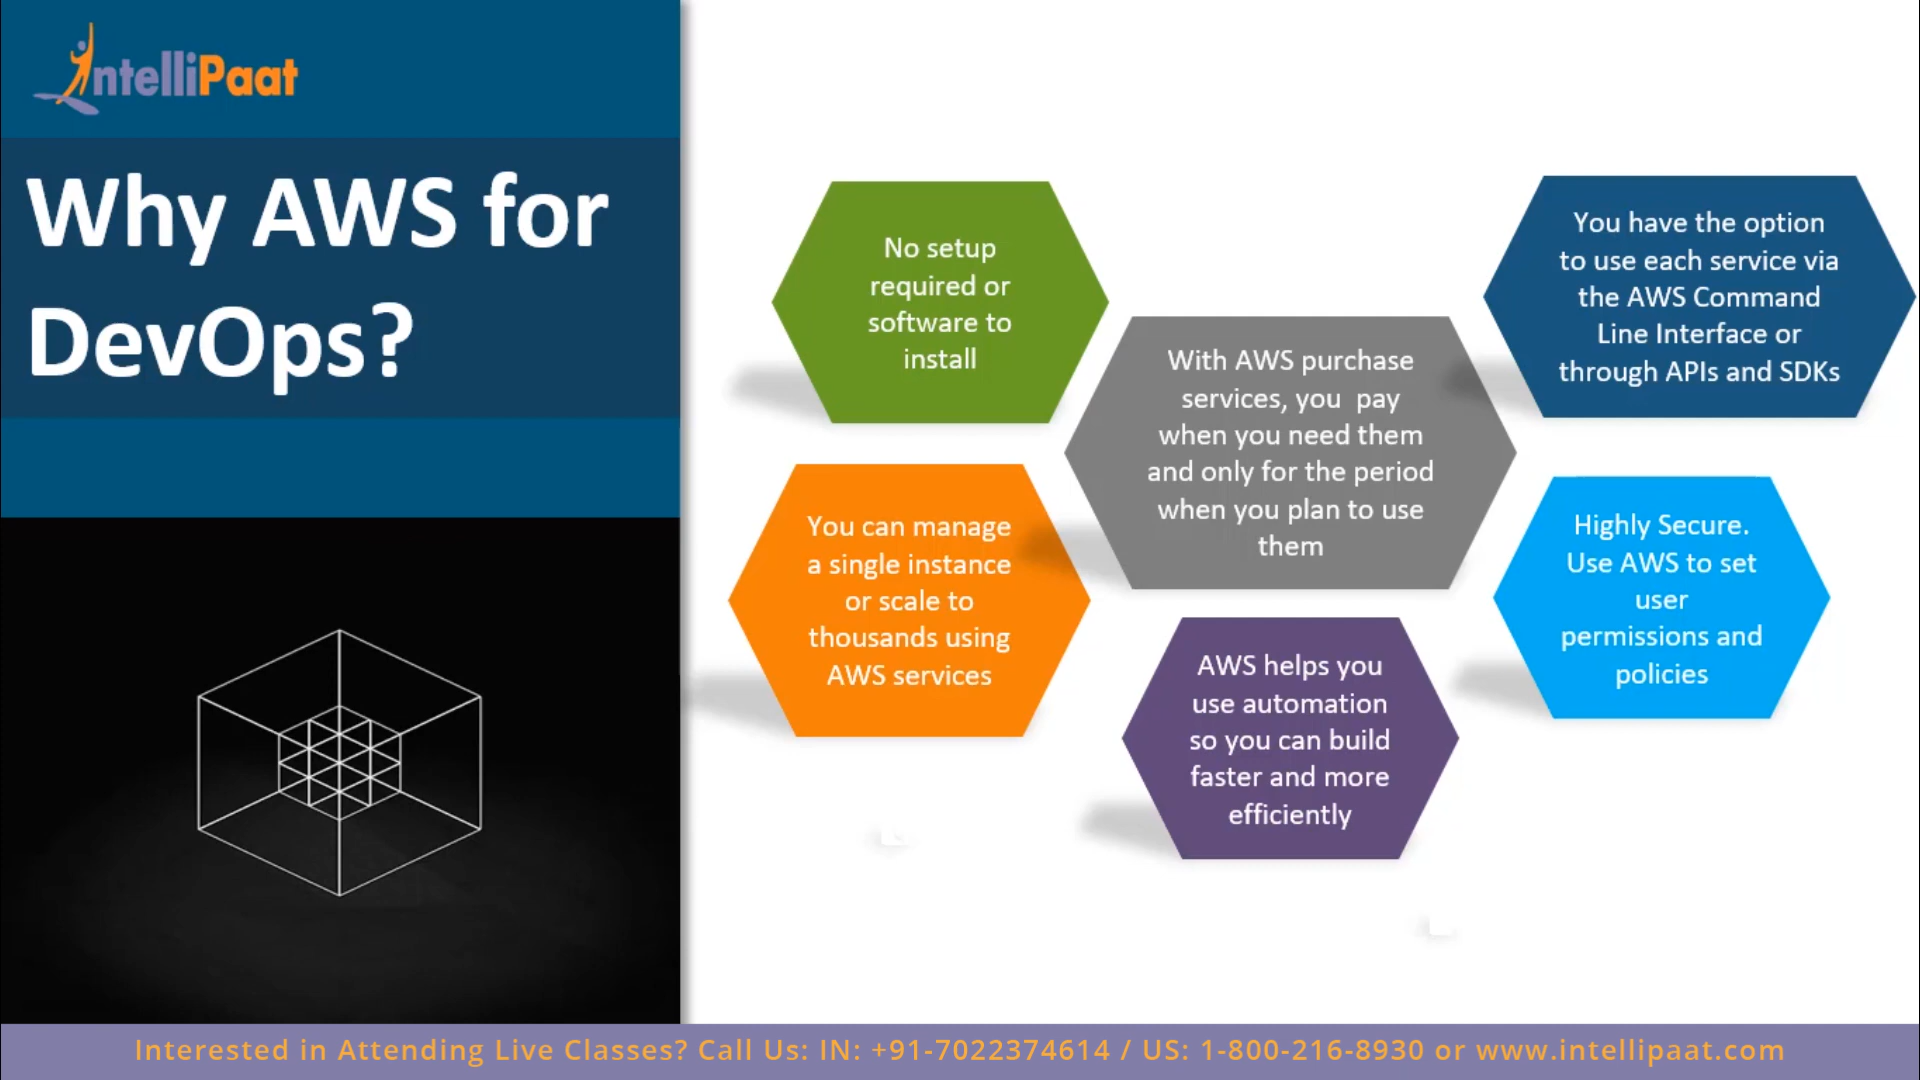 IntelliPaat
Why AWS for
DevOps?
No setup
required or
software to
install
You have the option
to use each service via
the AWS Command
Line Interface or
through APIs and SDKs
With AWS purchase
services, you  pay
when you need them
and only for the period
when you plan to use
them
You can manage
a single instance
or scale to
thousands using
AWS services
Highly Secure.
Use AWS to set
user
permissions and
policies
AWS helps you
use automation
so you can build
faster and more
efficiently
Interested in Attending Live Classes? Call Us: IN: +91-7022374614 / US: 1-800-216-8930 or www.intellipaat.com